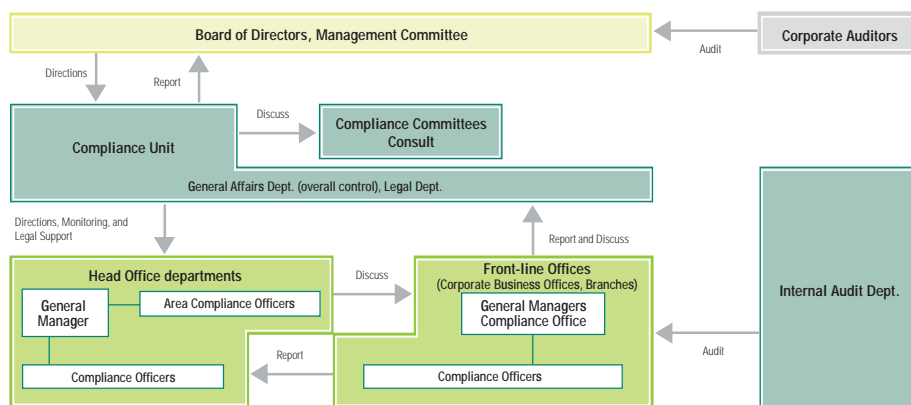 Board of Directors, Management Committee
Corporate Auditors
Audit
Directions
Report
Compliance Unit
Discuss
Compliance Committees
Consult
General Affairs Dept. (overall control), Legal Dept.
Directions, Monitoring, and
Legal Support
Report and Discuss
Head Office departments
General
Manager
Area Compliance Officers
Compliance Officers
Discuss
Report
Front-line Offices
(Corporate Business Offices, Branches)
General Managers
Compliance Office
Compliance Officers
Audit
Internal Audit Dept.